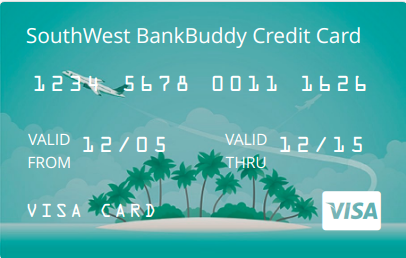 SouthWest BankBuddy Credit Card
1234 5678 0011 1626
VALID FROM 12/05 VALID THRU 12/15
VISA CARD VISA